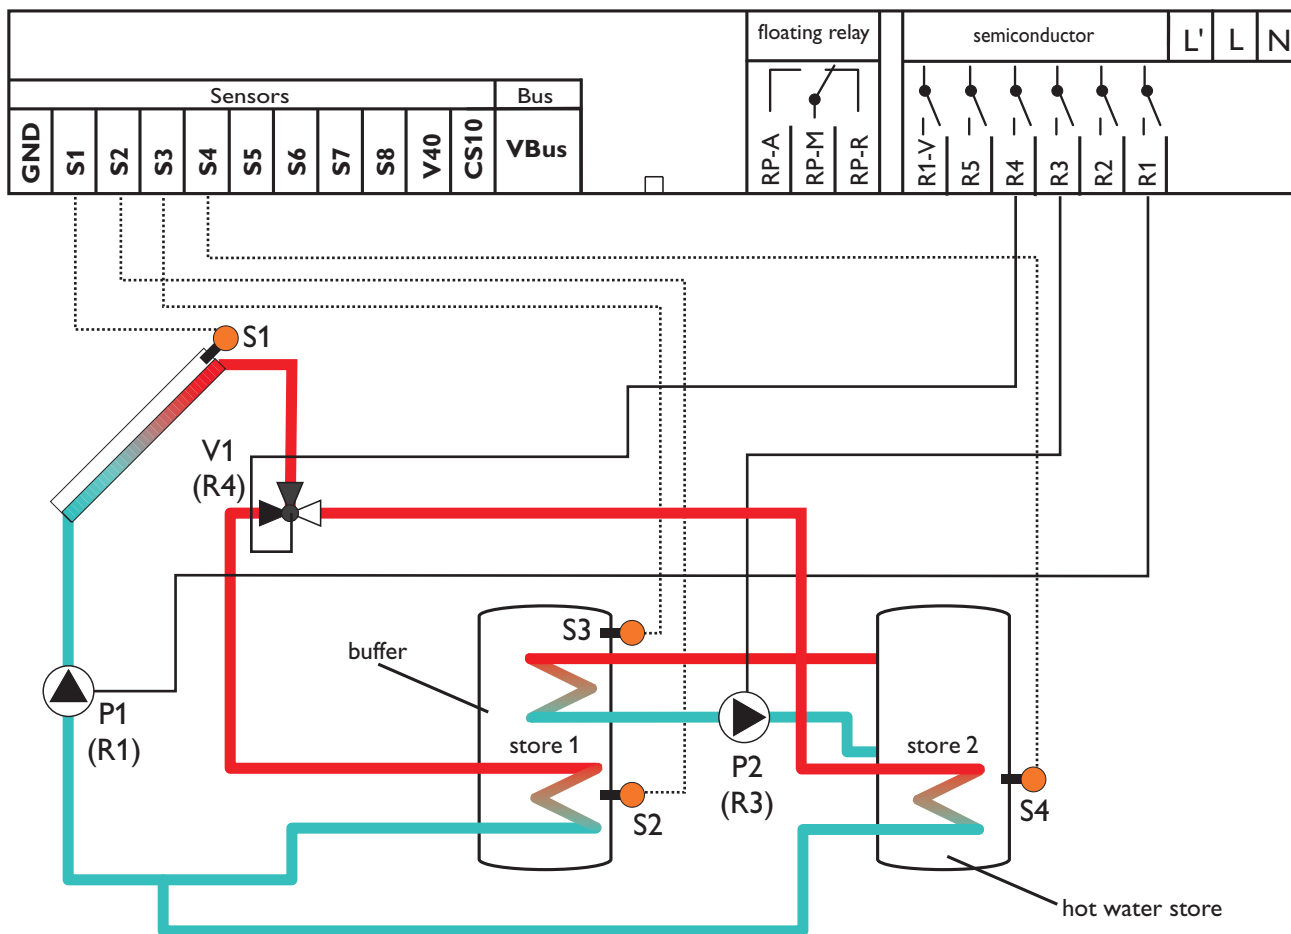 floating relay
semiconductor
L'
L
N
Sensors
Bus
GND
S1
S2
S3
S4
S5
S6
S7
S8
V40
CS10
VBus
RP-A
RP-M
RP-R
R1-V
R5
R4
R3
R2
R1
S1
V1
(R4)
S3
buffer
P1
(R1)
store 1
P2
(R3)
store 2
S2
S4
hot water store